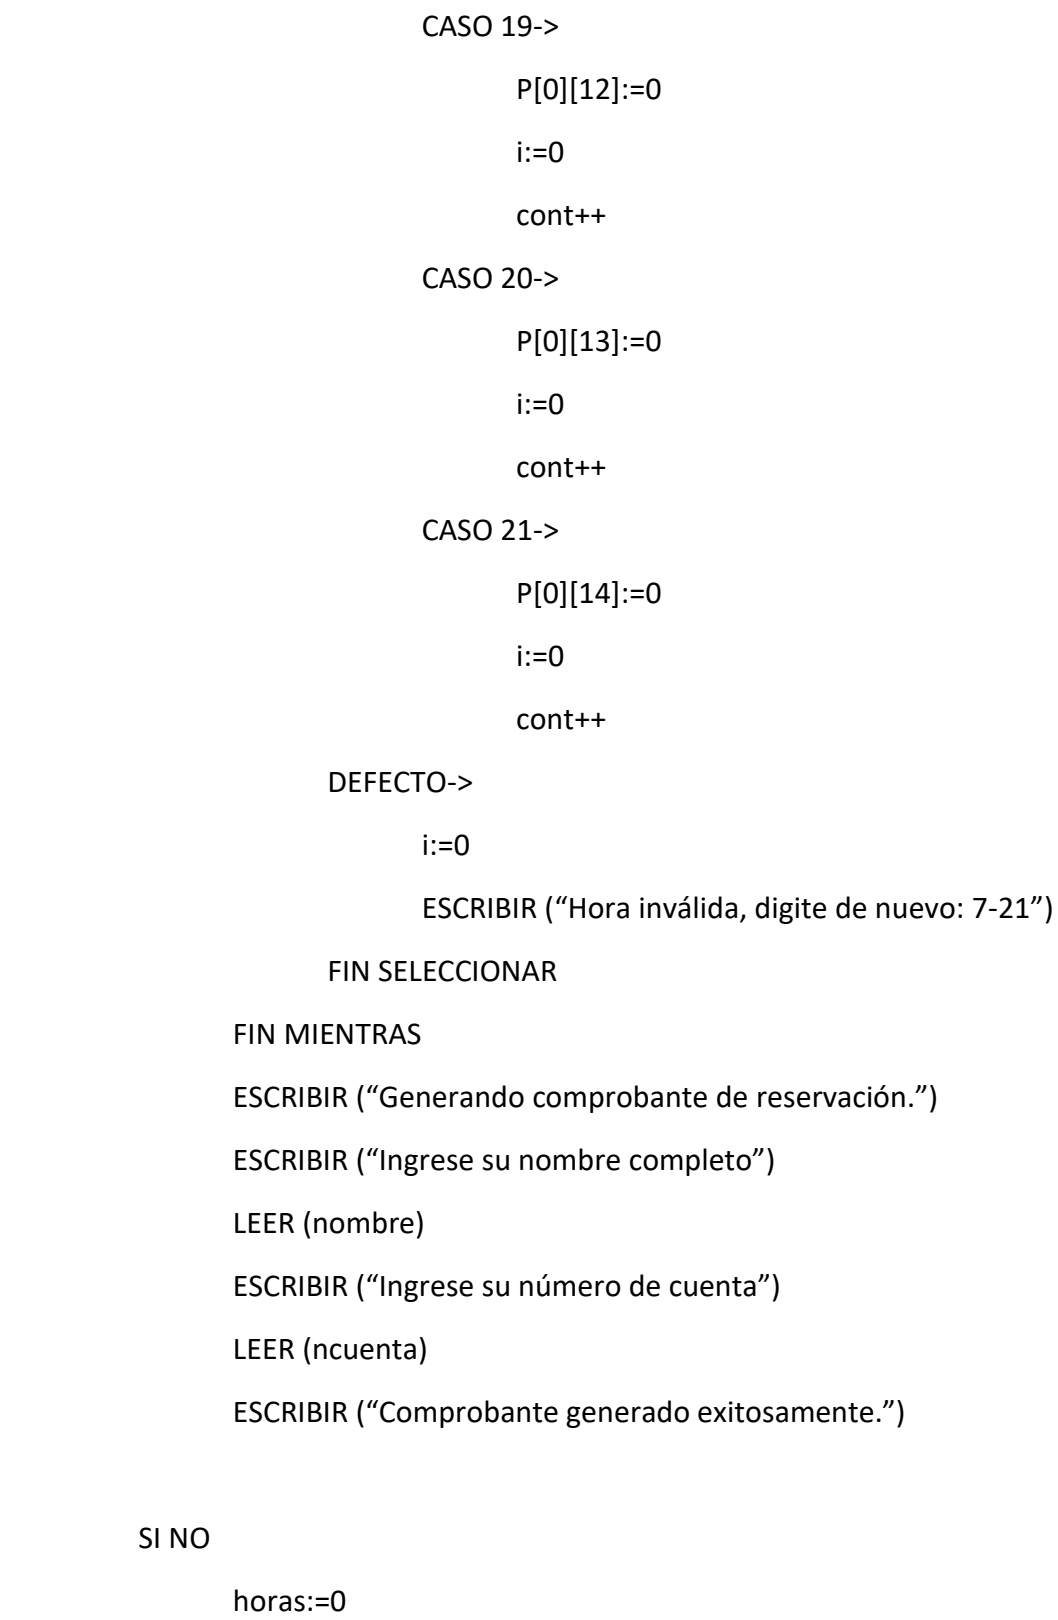 CASO 19->
P[0][12]:=0
i:=0
cont++
CASO 20->
P[0][13]:=0
i:=0
cont++
CASO 21->
P[0][14]:=0
i:=0
cont++
DEFECTO->
i:=0
ESCRIBIR (“Hora inválida, digite de nuevo: 7-21”)
FIN SELECCIONAR
FIN MIENTRAS
ESCRIBIR (“Generando comprobante de reservación.”)
ESCRIBIR (“Ingrese su nombre completo”)
LEER (nombre)
ESCRIBIR (“Ingrese su número de cuenta”)
LEER (ncuenta)
ESCRIBIR (“Comprobante generado exitosamente.”)
SI NO
horas:=0